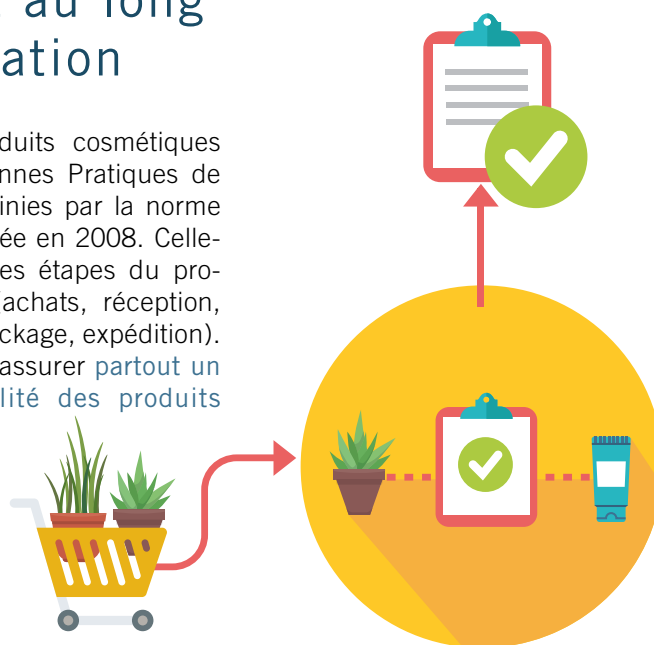 au long
ation
duits cosmétiques
nnes Pratiques de
inies par la norme
ée en 2008. Celle-
es étapes du pro-
achats, réception,
ckage, expédition).
assurer partout un
lité des produits